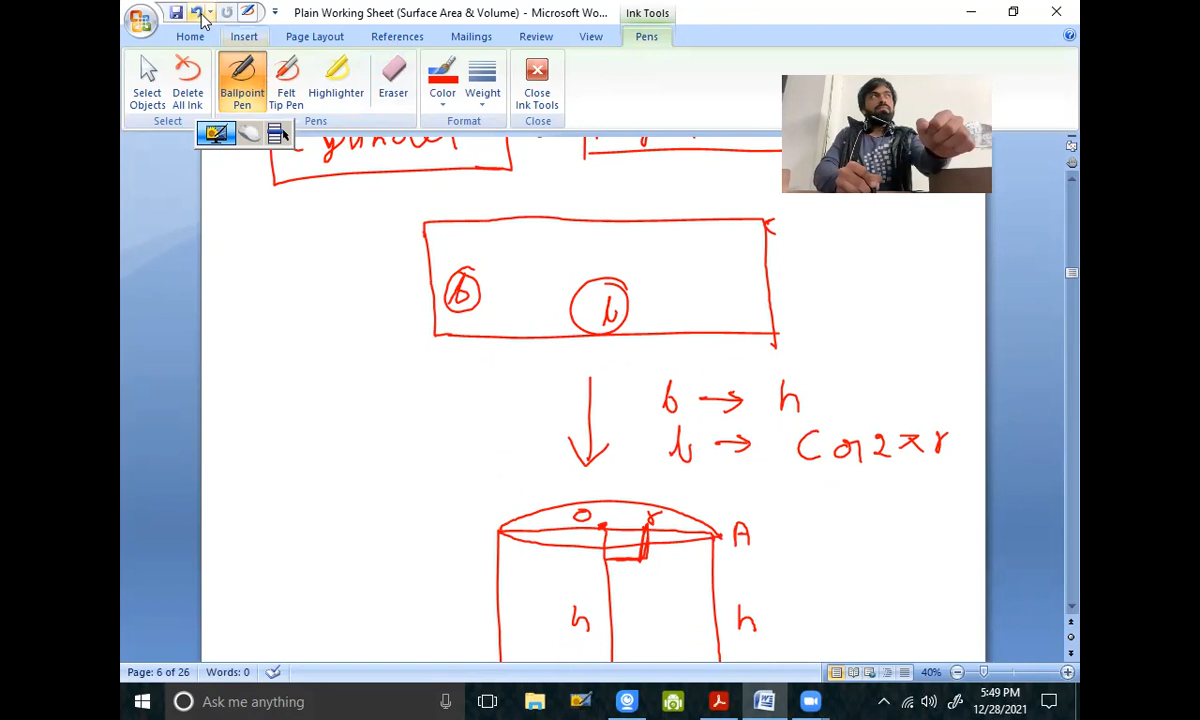 Plain Working Sheet (Surface Area & Volume) - Microsoft Wo...
Ink Tools
Home
Insert
Page Layout
References
Mailings
Review
View
Pens
Select Objects
Delete All Ink
Ballpoint Pen
Felt Tip Pen
Highlighter
Eraser
Color
Weight
Close Ink Tools
Select
Pens
Format
Close
b
l
b → h
l → C or 2πr
O r A
h h
Page: 6 of 26
Words: 0
40%
Ask me anything
5:49 PM
12/28/2021